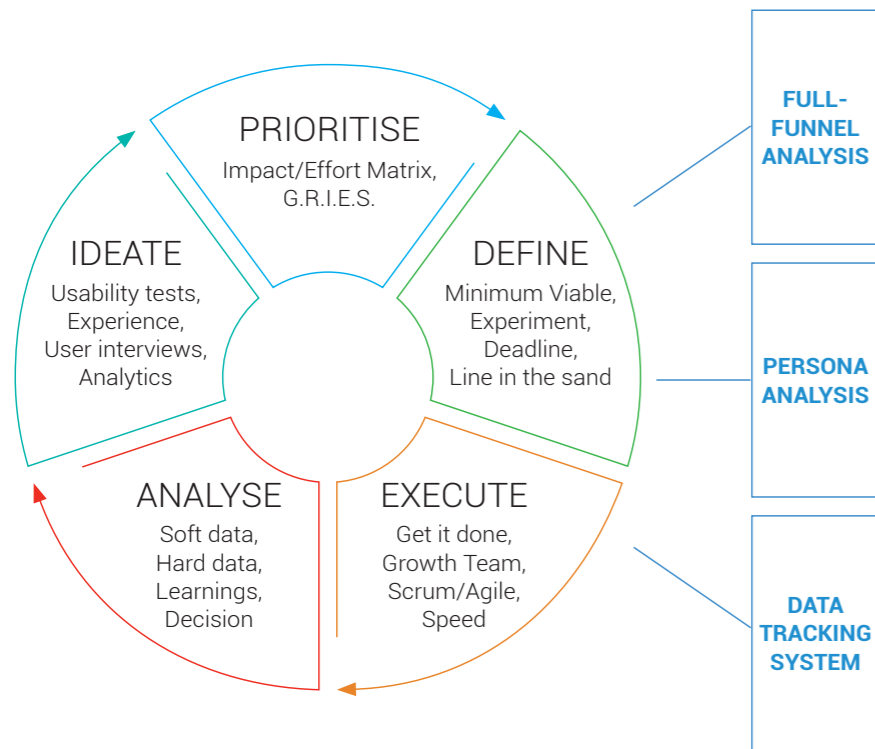 PRIORITISE
Impact/Effort Matrix,
G.R.I.E.S.
IDEATE
Usability tests,
Experience,
User interviews,
Analytics
DEFINE
Minimum Viable,
Experiment,
Deadline,
Line in the sand
ANALYSE
Soft data,
Hard data,
Learnings,
Decision
EXECUTE
Get it done,
Growth Team,
Scrum/Agile,
Speed
FULL-
FUNNEL
ANALYSIS
PERSONA
ANALYSIS
DATA
TRACKING
SYSTEM